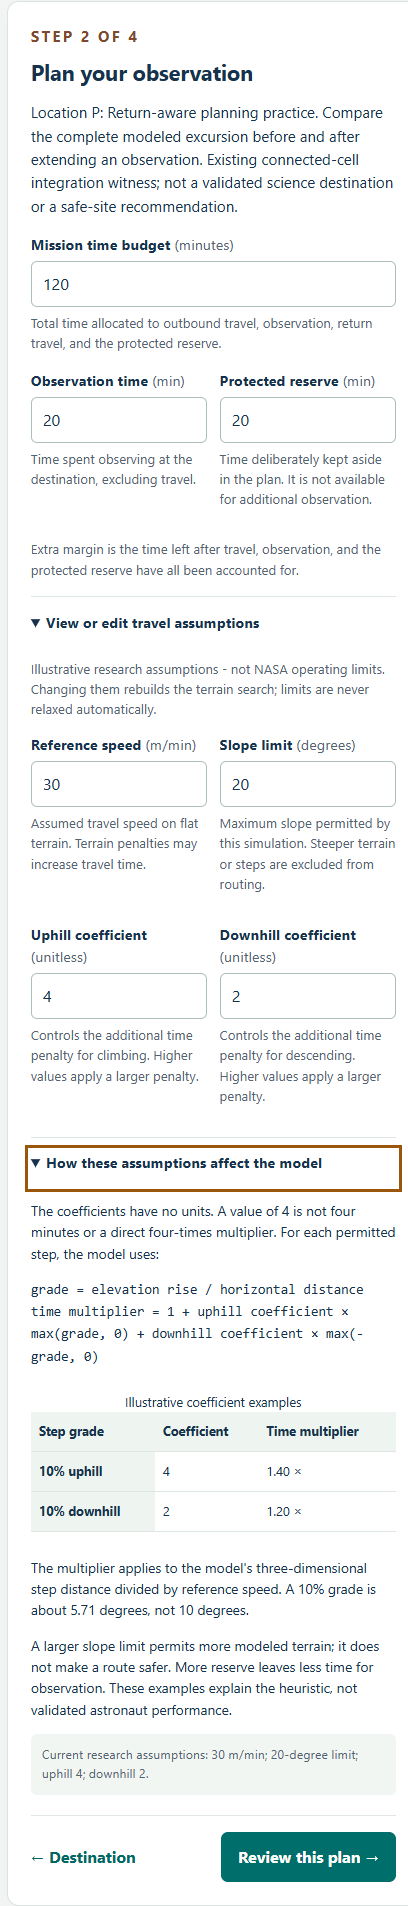 STEP 2 OF 4
Plan your observation
Location P: Return-aware planning practice. Compare
the complete modeled excursion before and after
extending an observation. Existing connected-cell
integration witness; not a validated science destination
or a safe-site recommendation.
Mission time budget (minutes)
120
Total time allocated to outbound travel, observation, return
travel, and the protected reserve.
Observation time (min)
20
Time spent observing at the
destination, excluding travel.
Protected reserve (min)
20
Time deliberately kept aside
in the plan. It is not available
for additional observation.
Extra margin is the time left after travel, observation, and the
protected reserve have all been accounted for.
▼ View or edit travel assumptions
Illustrative research assumptions - not NASA operating limits.
Changing them rebuilds the terrain search; limits are never
relaxed automatically.
Reference speed (m/min)
30
Assumed travel speed on flat
terrain. Terrain penalties may
increase travel time.
Slope limit (degrees)
20
Maximum slope permitted by
this simulation. Steeper terrain
or steps are excluded from
routing.
Uphill coefficient
(unitless)
4
Controls the additional time
penalty for climbing. Higher
values apply a larger penalty.
Downhill coefficient
(unitless)
2
Controls the additional time
penalty for descending.
Higher values apply a larger
penalty.
▼ How these assumptions affect the model
The coefficients have no units. A value of 4 is not four
minutes or a direct four-times multiplier. For each permitted
step, the model uses:
grade = elevation rise / horizontal distance
time multiplier = 1 + uphill coefficient ×
max(grade, 0) + downhill coefficient × max(-
grade, 0)
Illustrative coefficient examples
Step grade Coefficient Time multiplier
10% uphill 4 1.40 ×
10% downhill 2 1.20 ×
The multiplier applies to the model's three-dimensional
step distance divided by reference speed. A 10% grade is
about 5.71 degrees, not 10 degrees.
A larger slope limit permits more modeled terrain; it does
not make a route safer. More reserve leaves less time for
observation. These examples explain the heuristic, not
validated astronaut performance.
Current research assumptions: 30 m/min; 20-degree limit;
uphill 4; downhill 2.
← Destination
Review this plan →